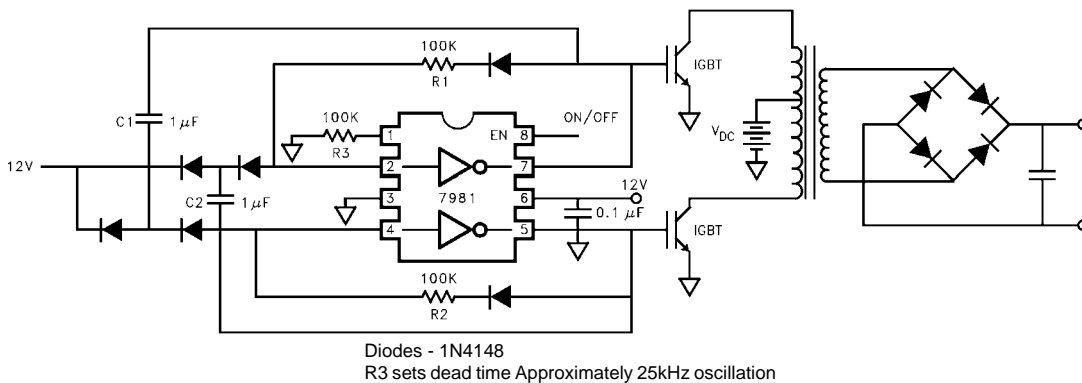 100K
R1
IGBT
C1
1μF
100K
R3
1
EN
8
ON/OFF
VDC
12V
2
7
C2
1μF
3
7981
6
12V
0.1 μF
4
5
IGBT
100K
R2
Diodes - 1N4148
R3 sets dead time Approximately 25kHz oscillation